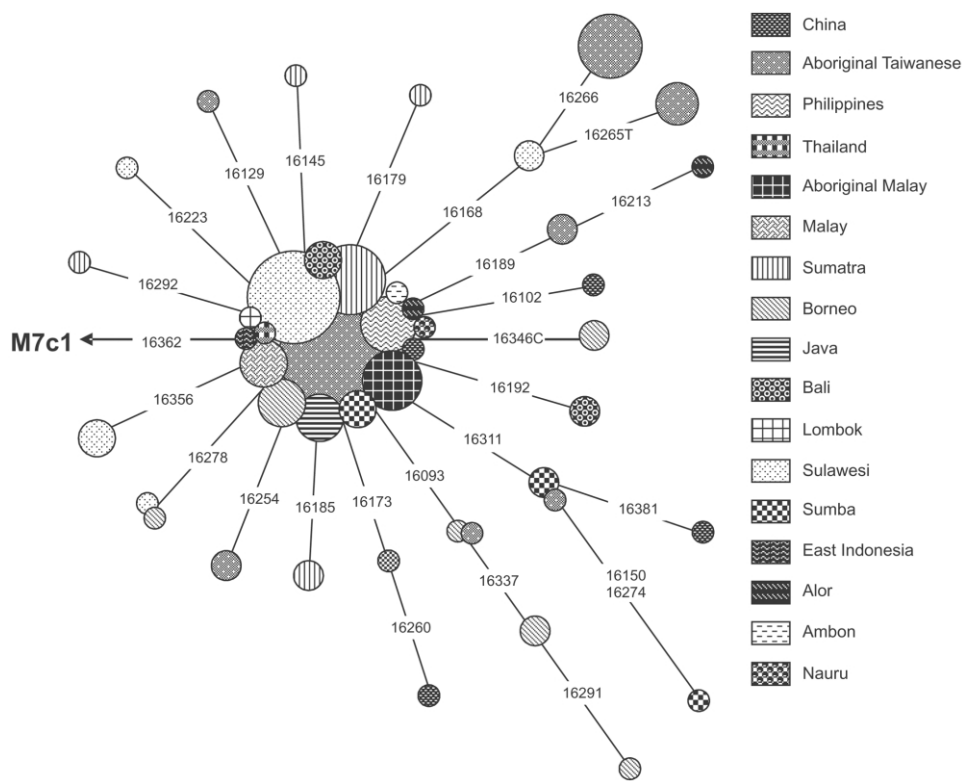 16266
16265T
16145
16129
16179
16213
16168
16223
16189
16292
16102
M7c1
16362
16346C
16192
16356
16311
16278
16093
16254
16185
16173
16381
16150
16274
16337
16260
16291
China
Aboriginal Taiwanese
Philippines
Thailand
Aboriginal Malay
Malay
Sumatra
Borneo
Java
Bali
Lombok
Sulawesi
Sumba
East Indonesia
Alor
Ambon
Nauru